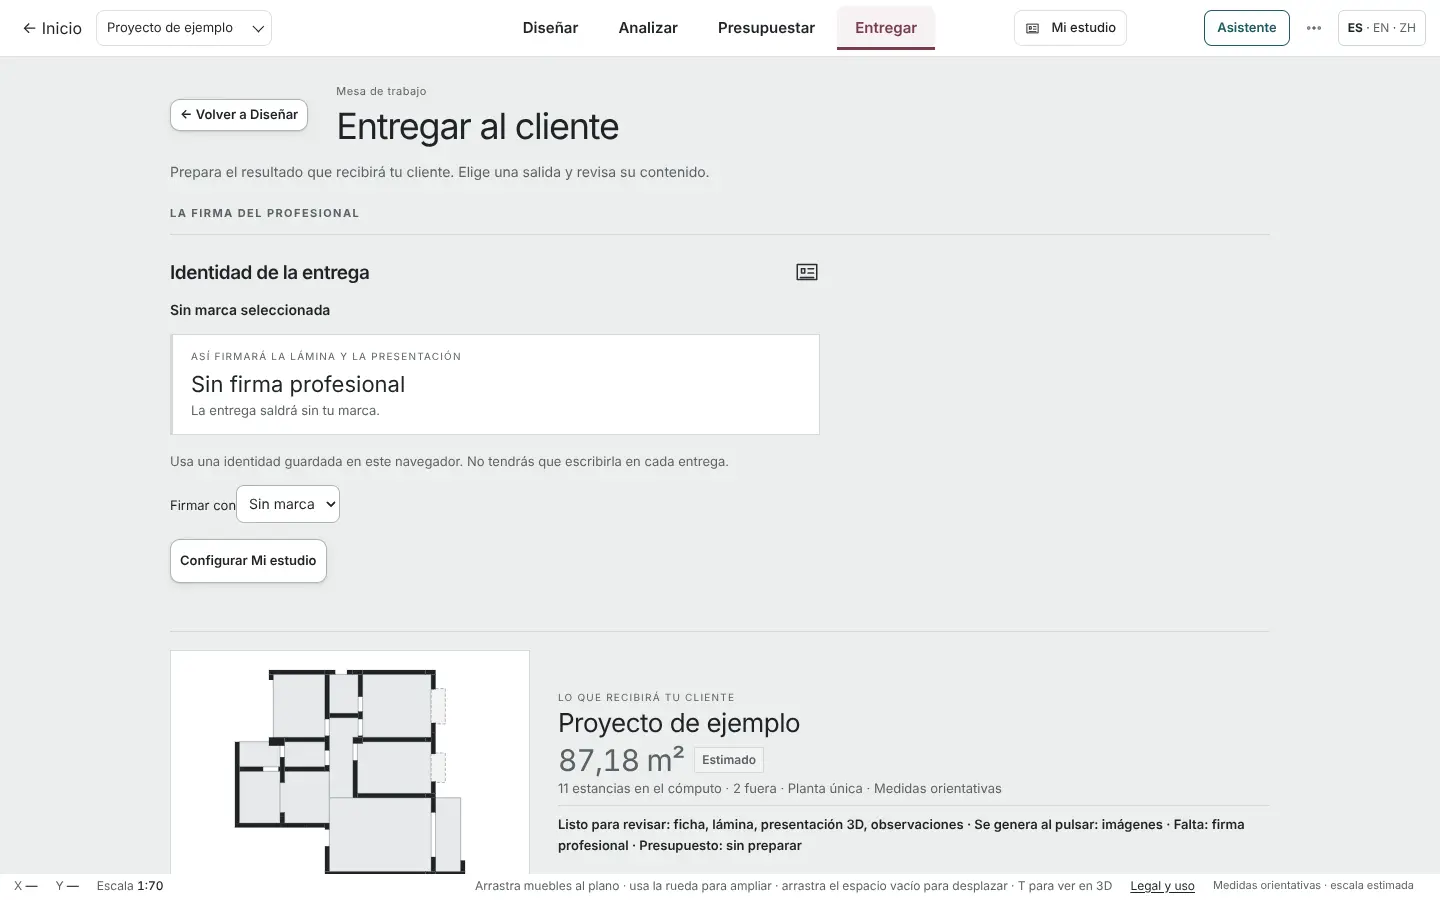 ← Inicio
Proyecto de ejemplo
Diseñar
Analizar
Presupuestar
Entregar
Mi estudio
Asistente
•••
ES · EN · ZH
← Volver a Diseñar
Mesa de trabajo
Entregar al cliente
Prepara el resultado que recibirá tu cliente. Elige una salida y revisa su contenido.
LA FIRMA DEL PROFESIONAL
Identidad de la entrega
Sin marca seleccionada
ASÍ FIRMARÁ LA LÁMINA Y LA PRESENTACIÓN
Sin firma profesional
La entrega saldrá sin tu marca.
Usa una identidad guardada en este navegador. No tendrás que escribirla en cada entrega.
Firmar con Sin marca
Configurar Mi estudio
LO QUE RECIBIRÁ TU CLIENTE
Proyecto de ejemplo
87,18 m² Estimado
11 estancias en el cómputo · 2 fuera · Planta única · Medidas orientativas
Listo para revisar: ficha, lámina, presentación 3D, observaciones · Se genera al pulsar: imágenes · Falta: firma
profesional · Presupuesto: sin preparar
X — Y — Escala 1:70
Arrastra muebles al plano · usa la rueda para ampliar · arrastra el espacio vacío para desplazar · T para ver en 3D
Legal y uso
Medidas orientativas · escala estimada